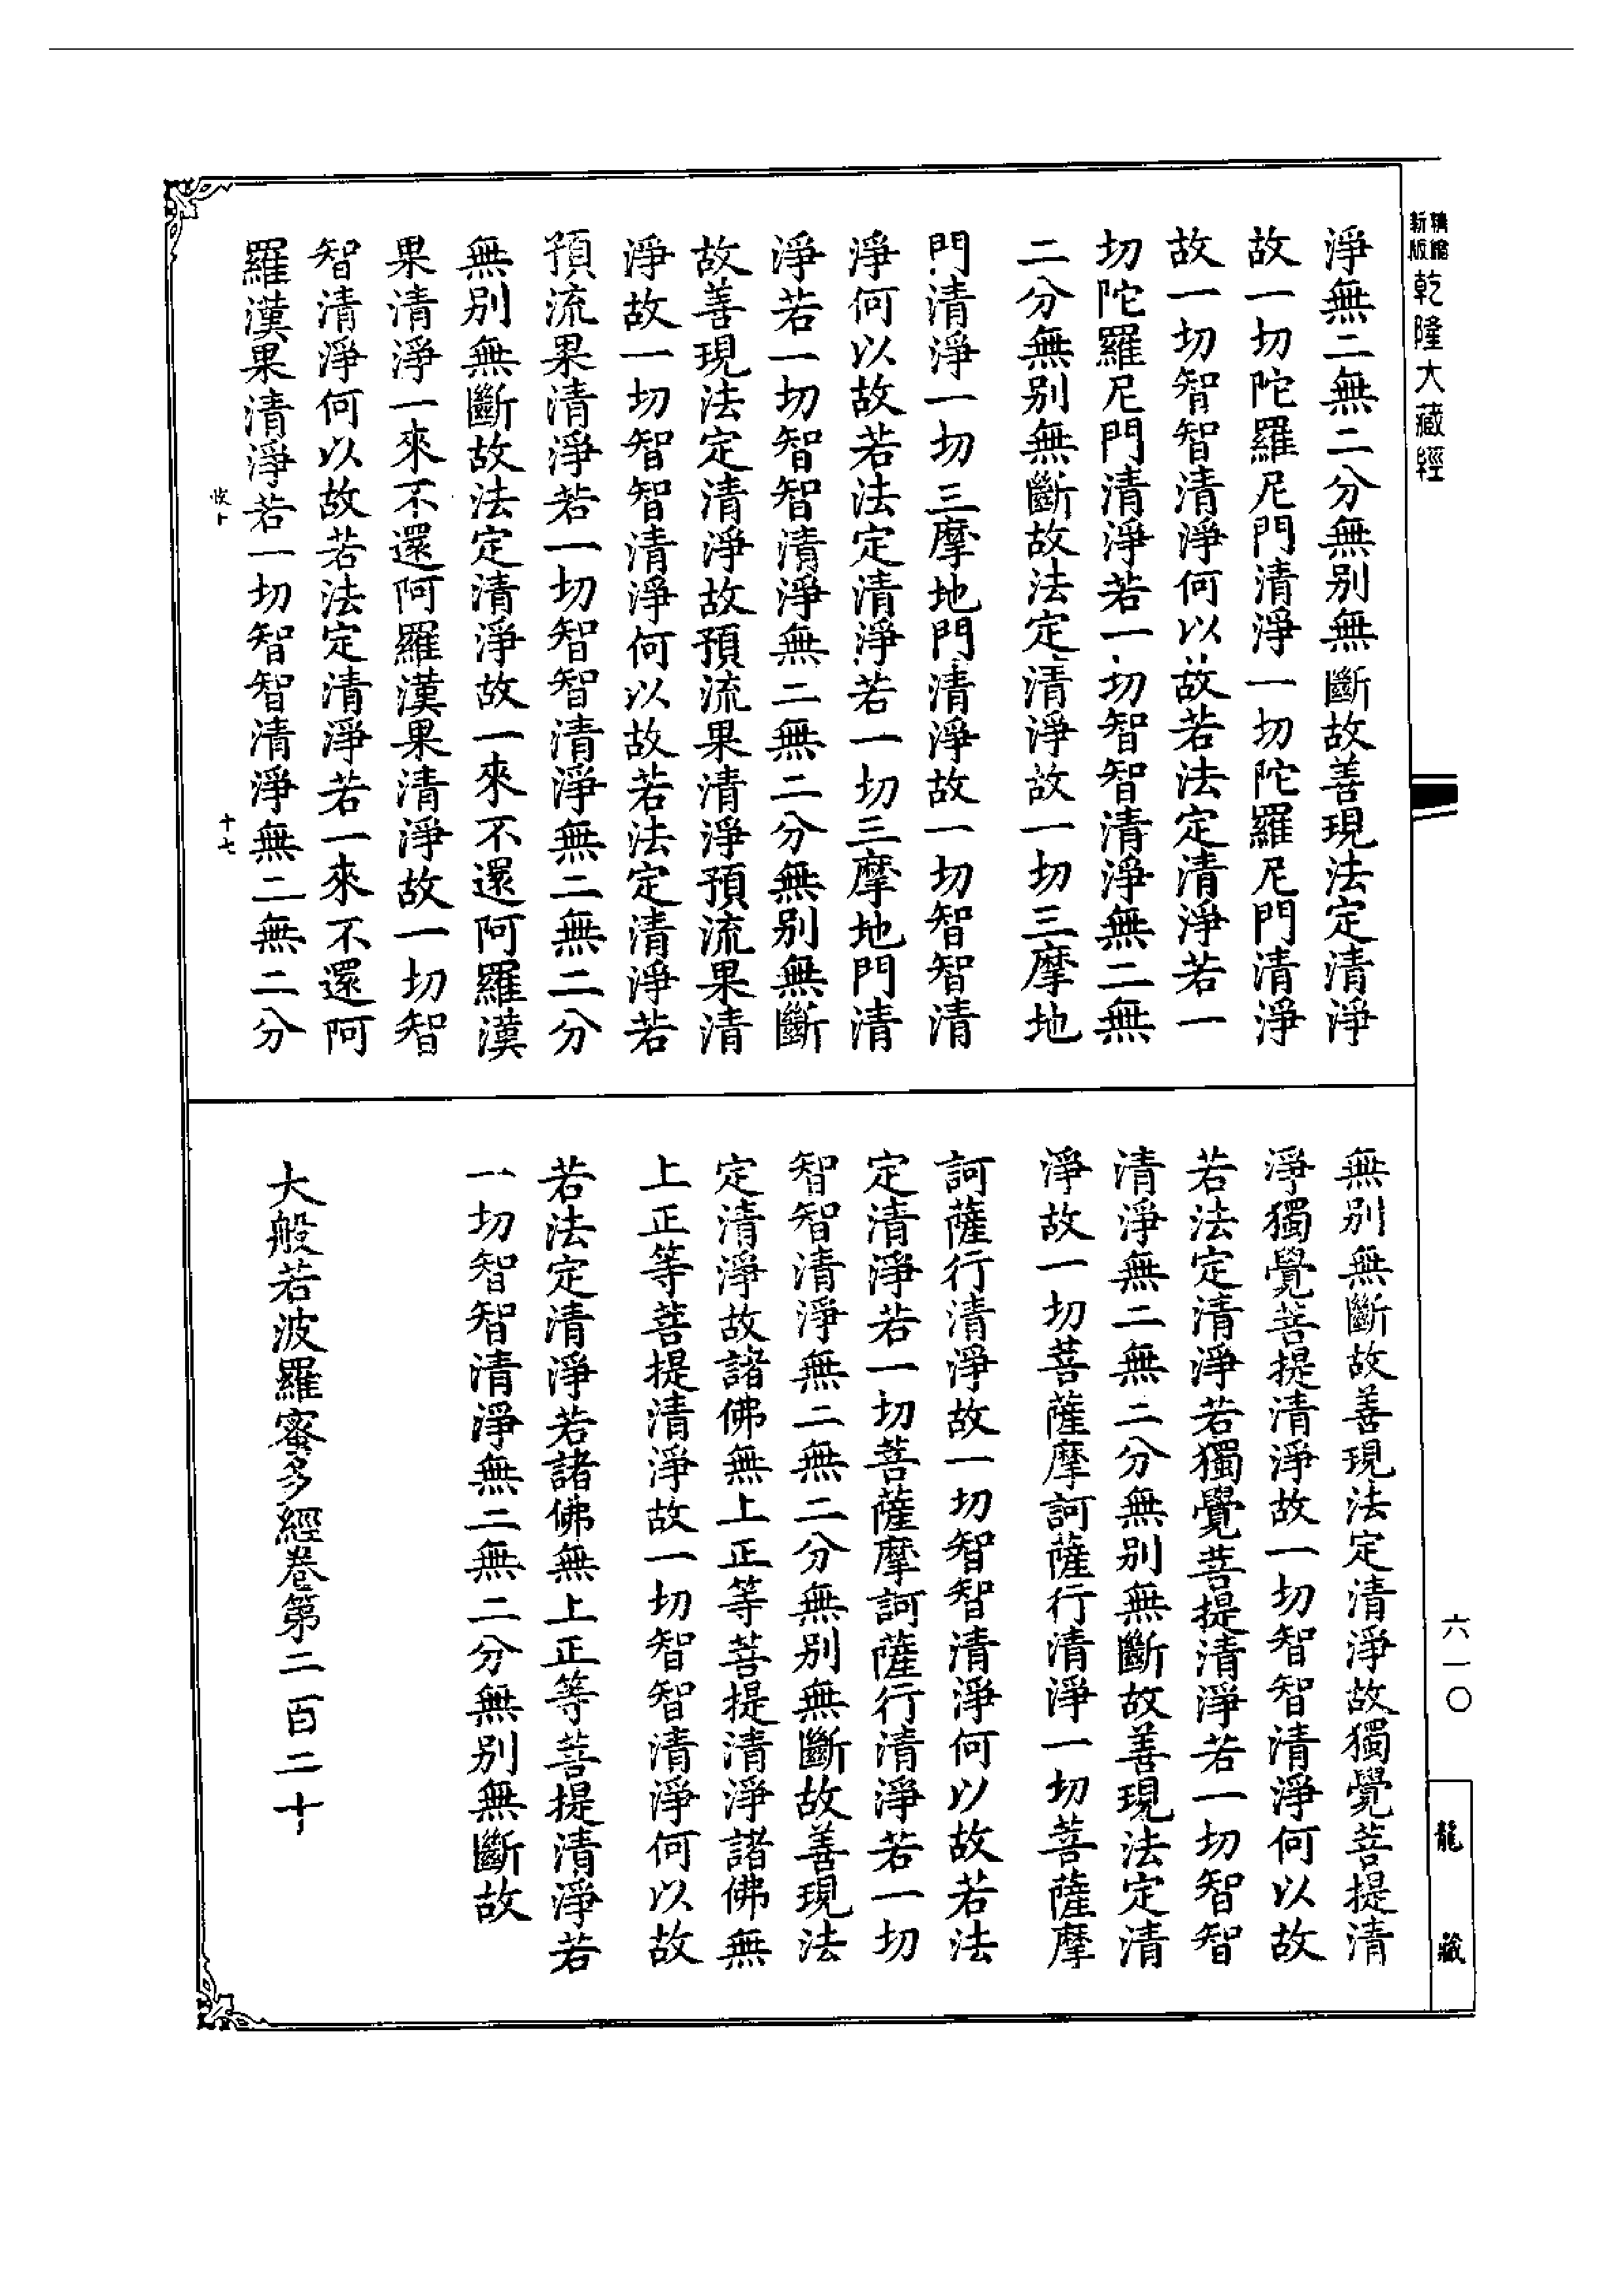 精縮新版
乾隆大藏經
淨無二無二分無別無斷故善現法定清淨
故一切陀羅尼門清淨一切陀羅尼門清淨
故一切智智清淨何以故若法定清淨若一
切陀羅尼門清淨若一切智智清淨無二無
二分無別無斷故法定清淨故一切三摩地
門清淨一切三摩地門清淨故一切智智清
淨何以故若法定清淨若一切三摩地門清
淨若一切智智清淨無二無二分無別無斷
故善現法定清淨故預流果清淨預流果清
淨故一切智智清淨何以故若法定清淨若
預流果清淨若一切智智清淨無二無二分
無別無斷故法定清淨故一來不還阿羅漢
果清淨一來不還阿羅漢果清淨故一切智
智清淨何以故若法定清淨若一來不還阿
羅漢果清淨若一切智智清淨無二無二分
十七
無別無斷故善現法定清淨故獨覺菩提清
淨獨覺菩提清淨故一切智智清淨何以故
若法定清淨若獨覺菩提清淨若一切智智
清淨無二無二分無別無斷故善現法定清
淨故一切菩薩摩訶薩行清淨一切菩薩摩
訶薩行清淨故一切智智清淨何以故若法
定清淨若一切菩薩摩訶薩行清淨若一切
智智清淨無二無二分無別無斷故善現法
定清淨故諸佛無上正等菩提清淨諸佛無
上正等菩提清淨故一切智智清淨何以故
若法定清淨若諸佛無上正等菩提清淨若
一切智智清淨無二無二分無別無斷故
大般若波羅蜜多經卷第二百二十
六一〇
龍藏